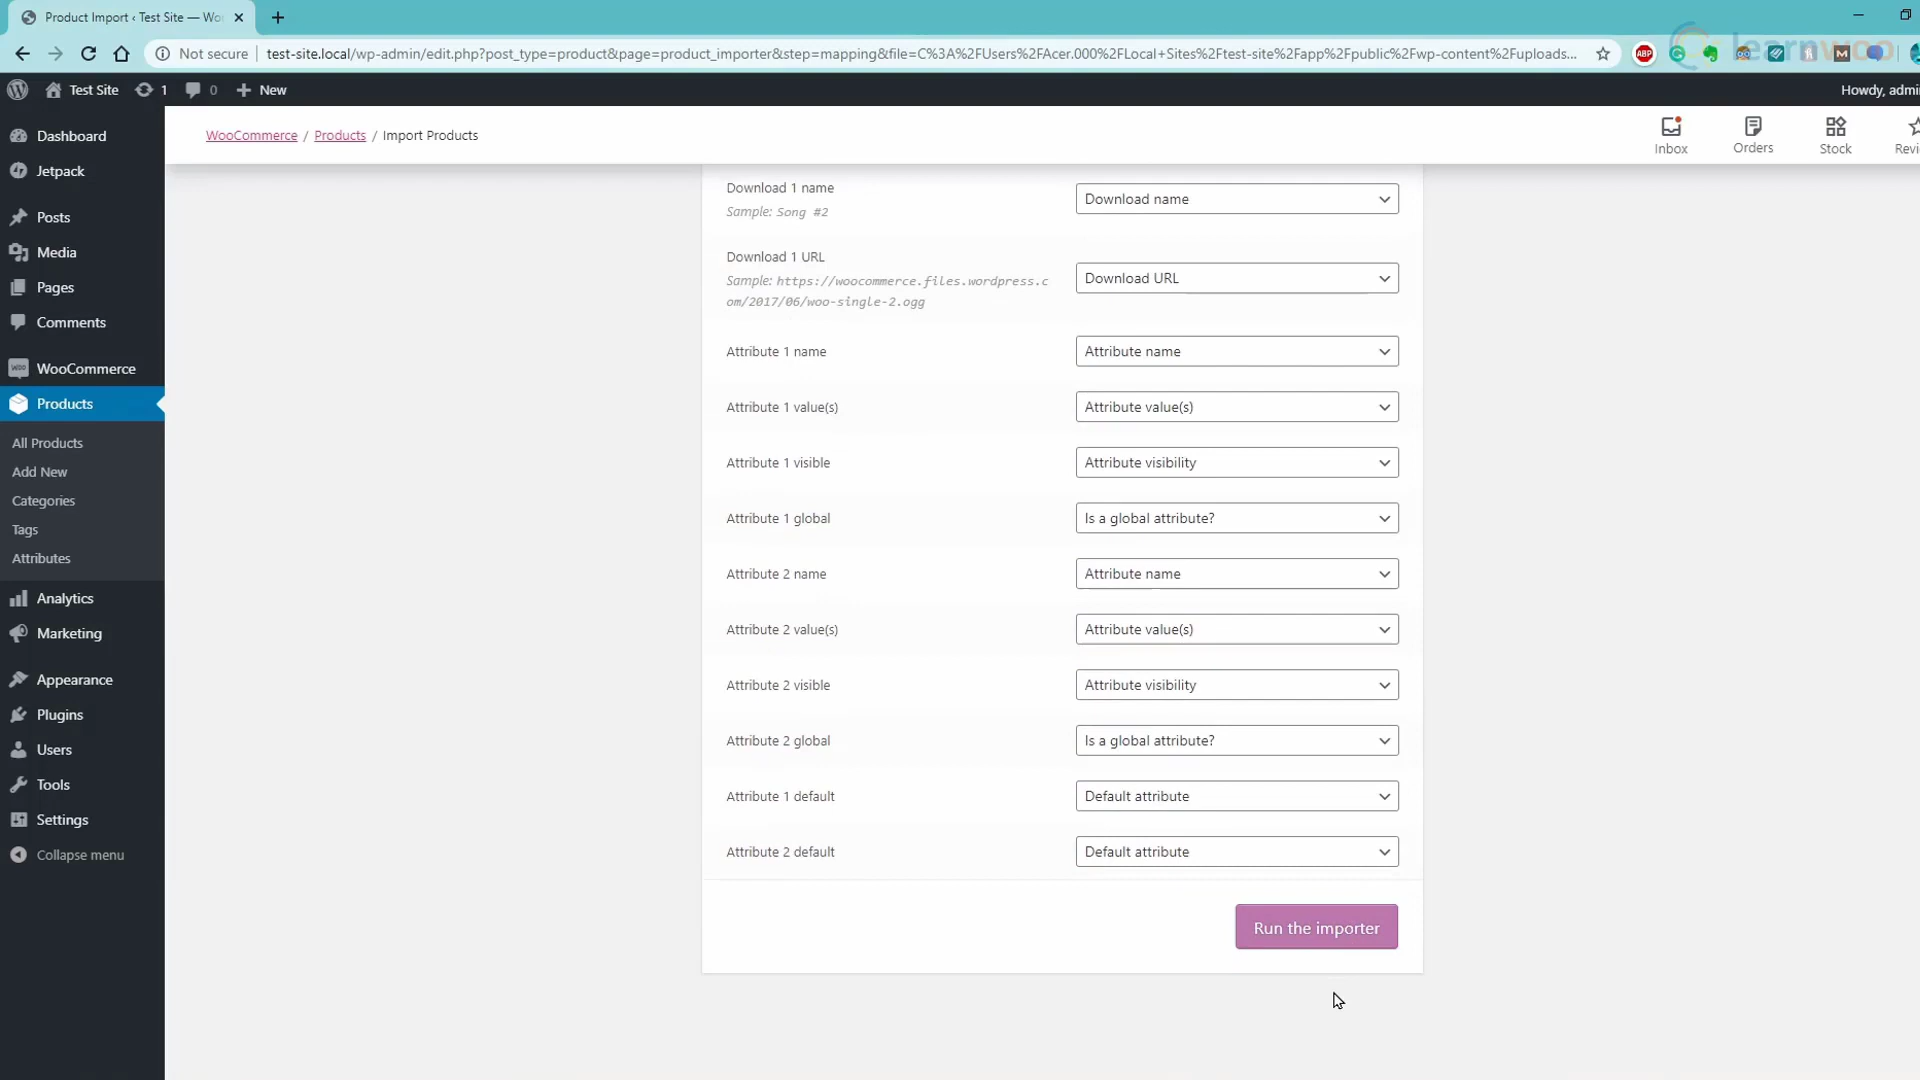 Product Import ‹ Test Site — Wo
Not secure
test-site.local/wp-admin/edit.php?post_type=product&page=product_importer&step=mapping&file=C%3A%2FUsers%2FAcer.000%2FLocal+Sites%2Ftest-site%2Fapp%2Fpublic%2Fwp-content%2Fuploads...
ABP
M
learnwoo
Test Site
1
0
New
Howdy, admi
WooCommerce / Products / Import Products
Inbox
Orders
Stock
Revi
Dashboard
Jetpack
Posts
Media
Pages
Comments
WooCommerce
Products
All Products
Add New
Categories
Tags
Attributes
Analytics
Marketing
Appearance
Plugins
Users
Tools
Settings
Collapse menu
Download 1 name
Download name
Sample: Song #2
Download 1 URL
Download URL
Sample: https://woocommerce.files.wordpress.c
om/2017/06/woo-single-2.ogg
Attribute 1 name
Attribute name
Attribute 1 value(s)
Attribute value(s)
Attribute 1 visible
Attribute visibility
Attribute 1 global
Is a global attribute?
Attribute 2 name
Attribute name
Attribute 2 value(s)
Attribute value(s)
Attribute 2 visible
Attribute visibility
Attribute 2 global
Is a global attribute?
Attribute 1 default
Default attribute
Attribute 2 default
Default attribute
Run the importer